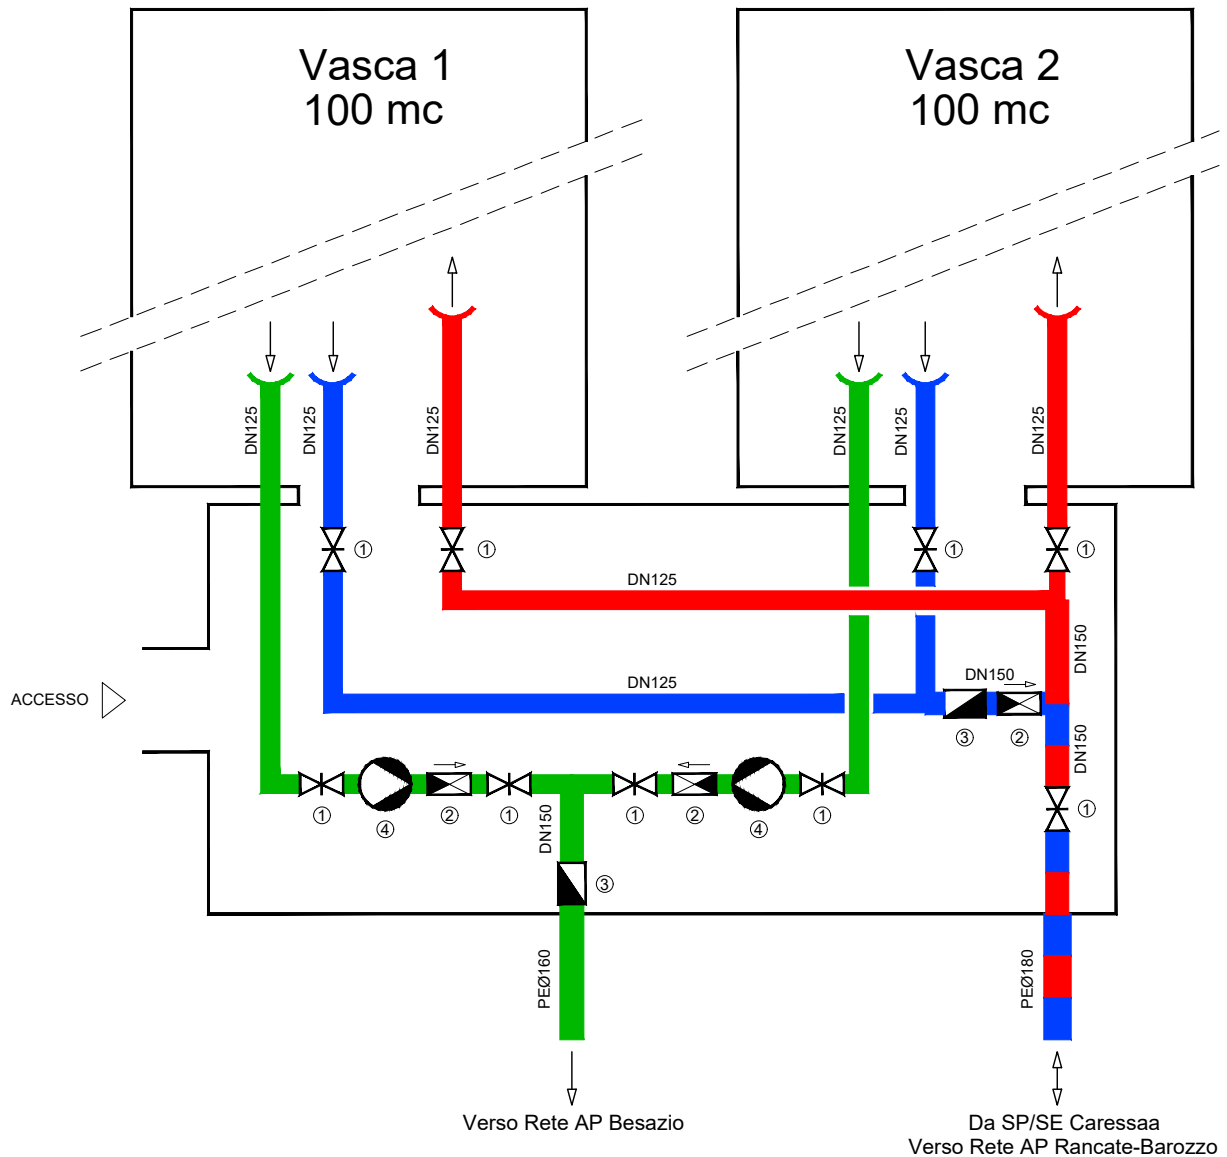 Vasca 1
100 mc
Vasca 2
100 mc
DN125
DN125
DN125
DN125
DN125
DN125
1
1
1
1
DN125
DN150
DN125
DN150
ACCESSO
3
2
DN150
1
4
2
1
1
2
4
1
1
DN150
3
PEØ160
PEØ180
Verso Rete AP Besazio
Da SP/SE Caressaa
Verso Rete AP Rancate-Barozzo